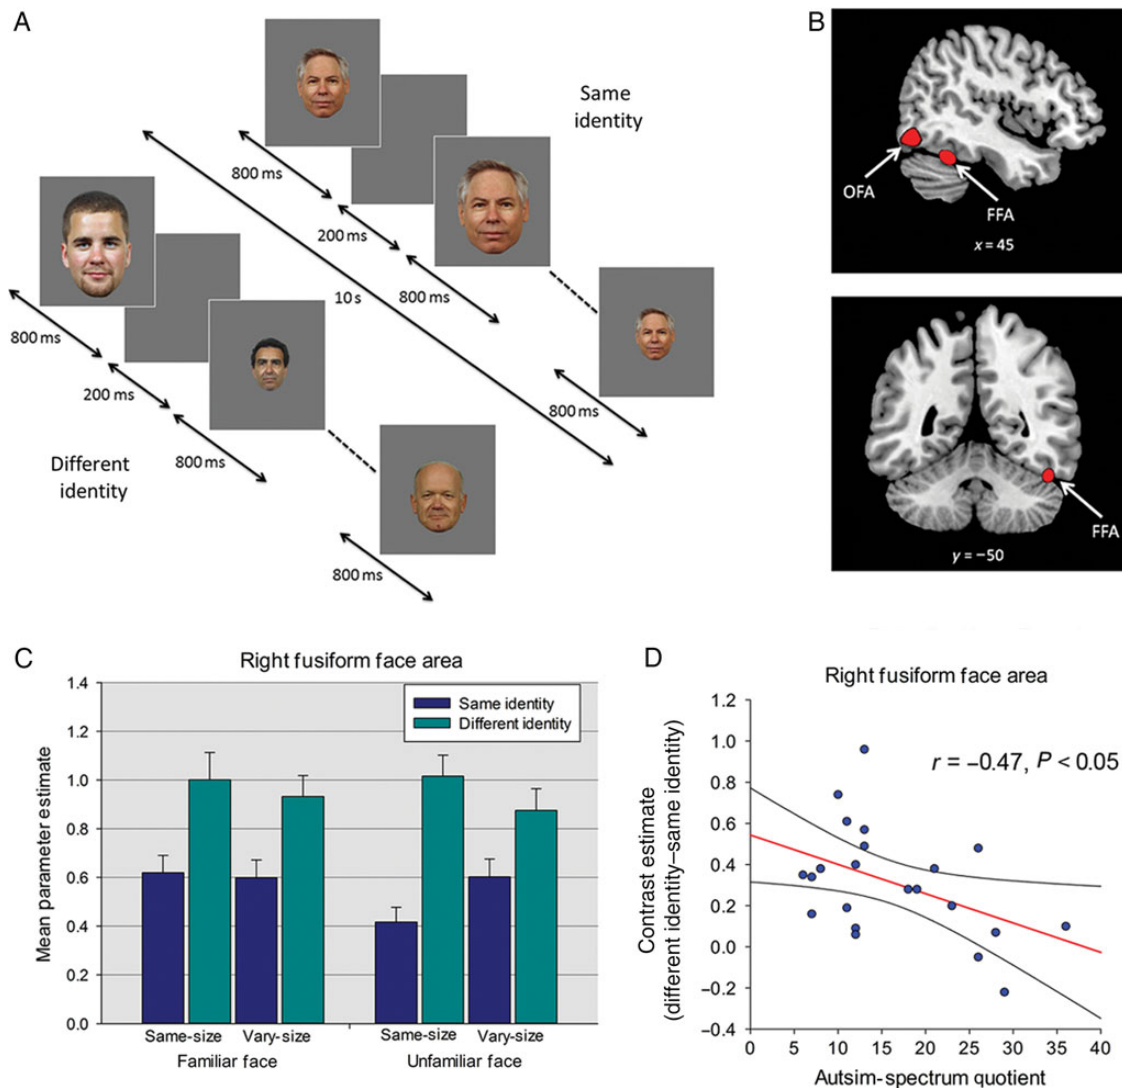 A
Same
identity
800 ms
200 ms
800 ms
10 s
800 ms
800 ms
200 ms
800 ms
Different
identity
800 ms
B
OFA
FFA
x = 45
FFA
y = −50
C
Right fusiform face area
Mean parameter estimate
1.4
1.2
1.0
0.8
0.6
0.4
0.2
0.0
Same identity
Different identity
Same-size
Vary-size
Same-size
Vary-size
Familiar face
Unfamiliar face
D
Right fusiform face area
Contrast estimate
(different identity–same identity)
1.2
1.0
0.8
0.6
0.4
0.2
0.0
−0.2
−0.4
r = −0.47, P < 0.05
0 5 10 15 20 25 30 35 40
Autsim-spectrum quotient